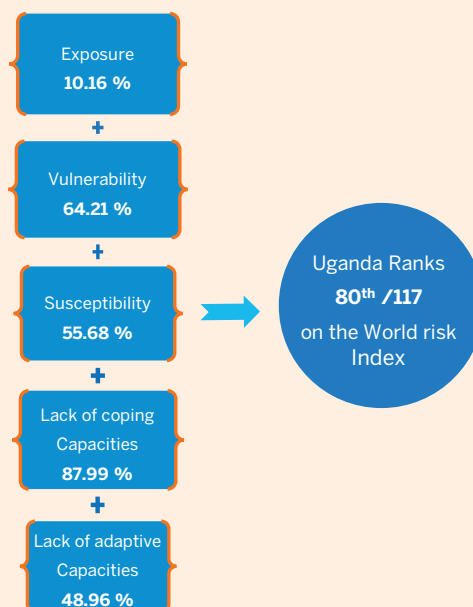 Exposure
10.16 %
+
Vulnerability
64.21 %
+
Susceptibility
55.68 %
+
Lack of coping
Capacities
87.99 %
+
Lack of adaptive
Capacities
48.96 %
Uganda Ranks
80th /117
on the World risk
Index